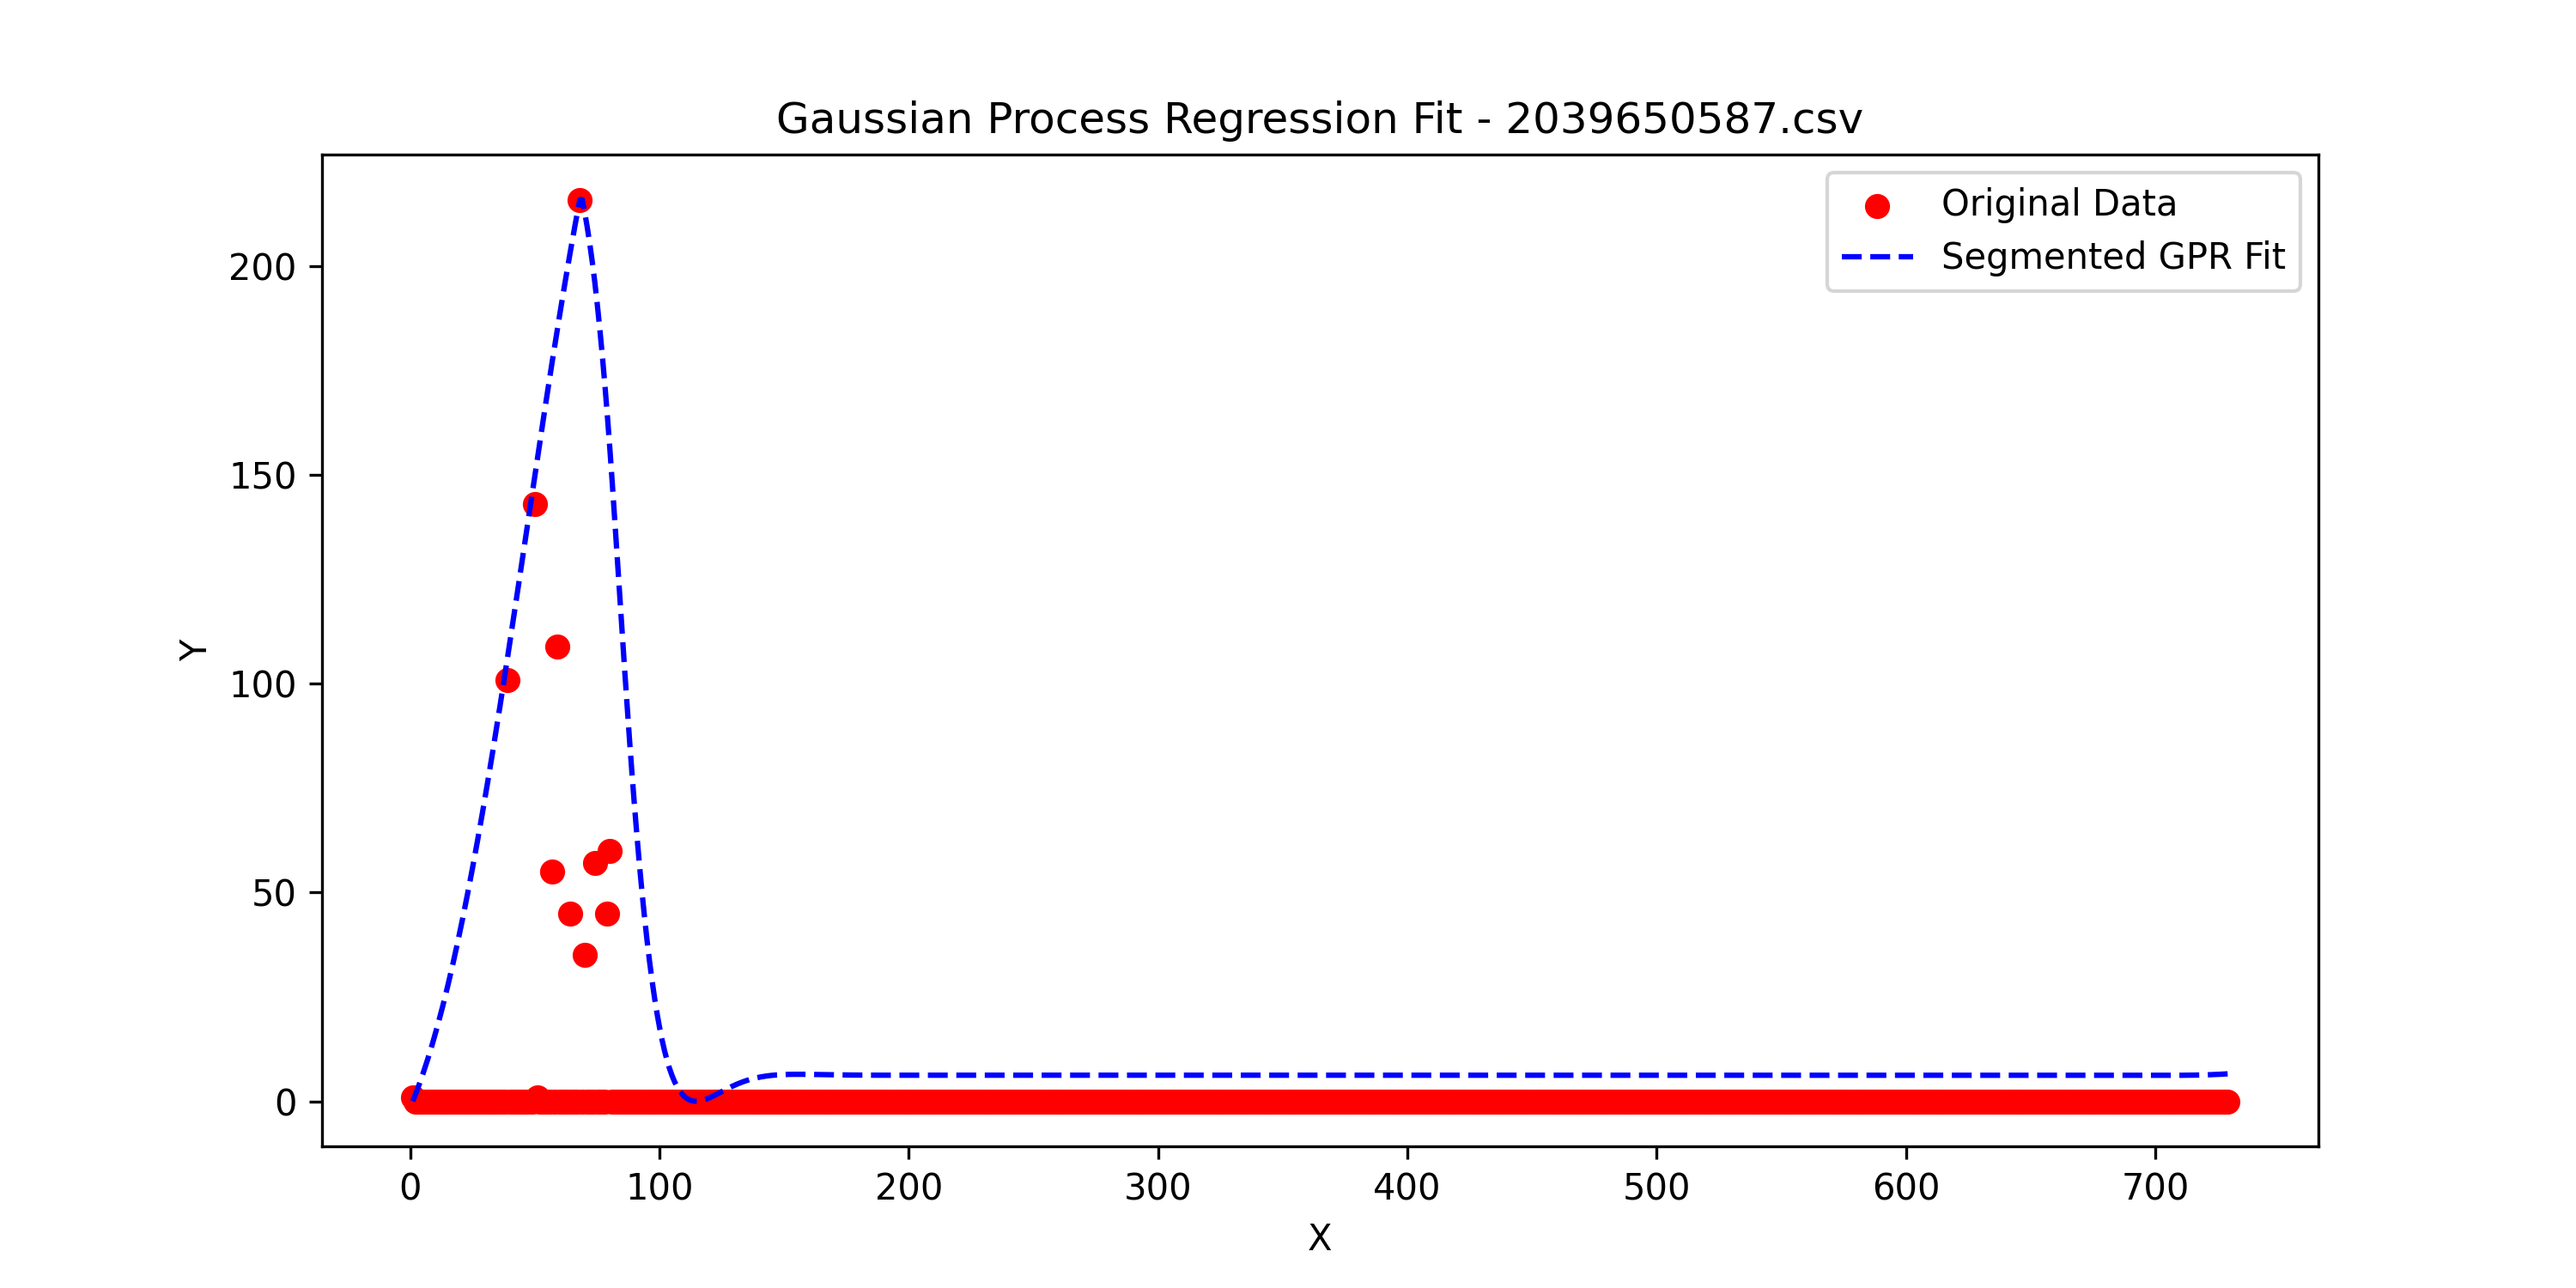 Gaussian Process Regression Fit - 2039650587.csv
Original Data
Segmented GPR Fit
200
150
100
50
0
Y
0 100 200 300 400 500 600 700
X